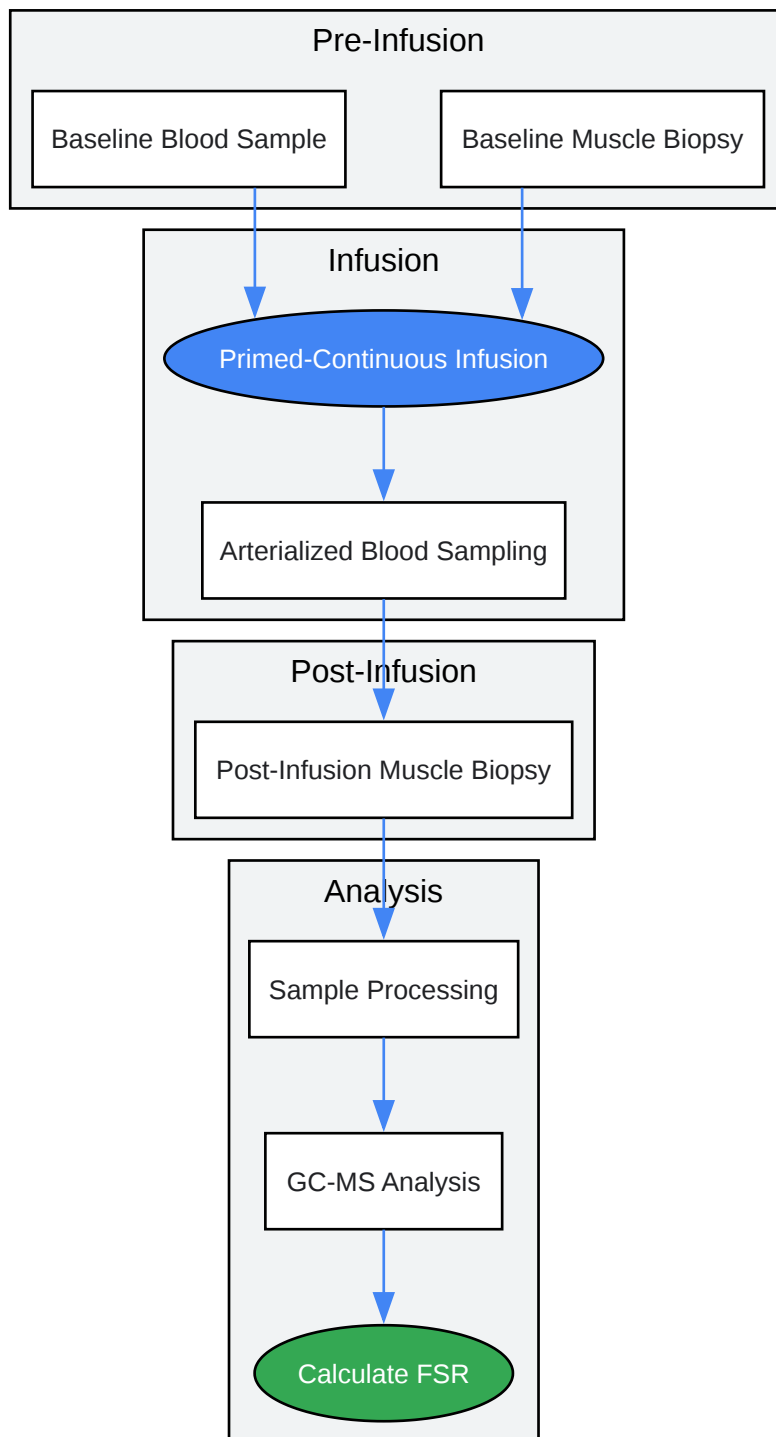 Pre-Infusion
Baseline Blood Sample
Baseline Muscle Biopsy
Infusion
Primed-Continuous Infusion
Arterialized Blood Sampling
Post-Infusion
Post-Infusion Muscle Biopsy
Analysis
Sample Processing
GC-MS Analysis
Calculate FSR